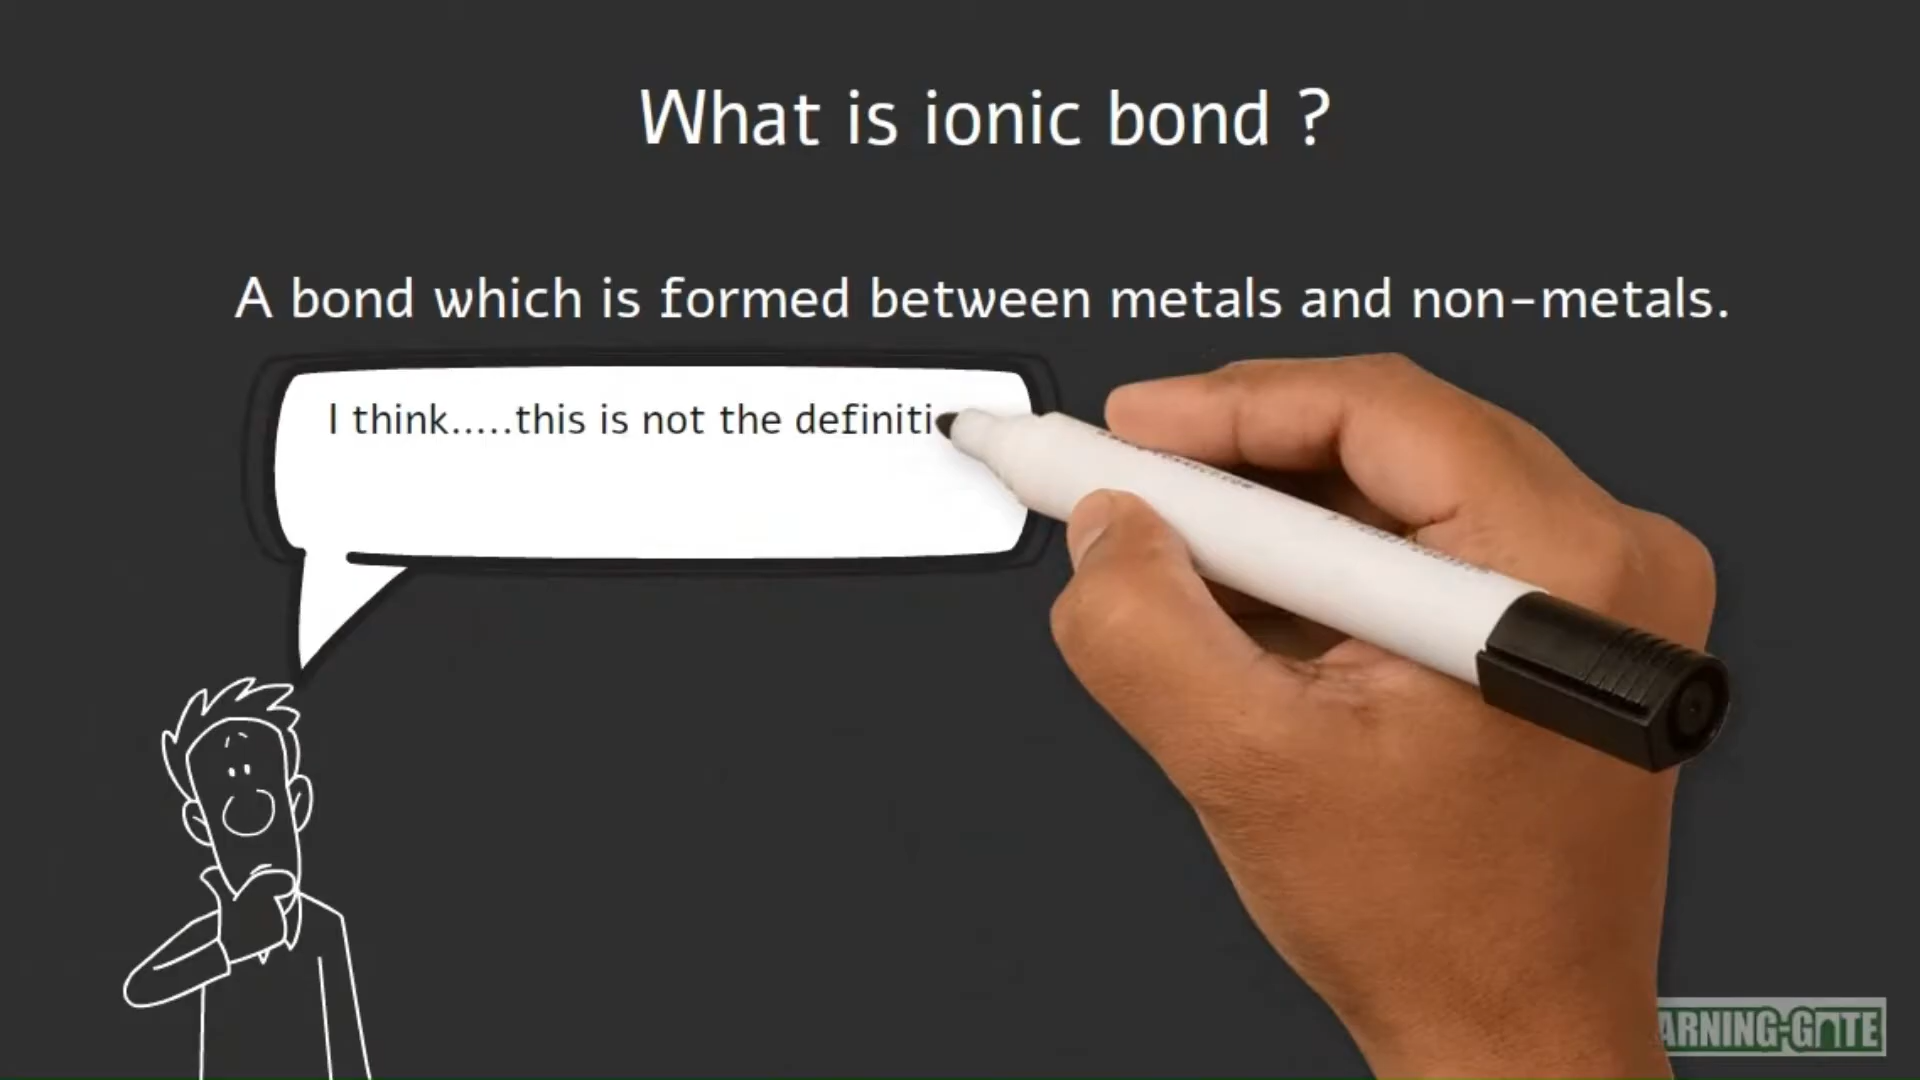 What is ionic bond ?
A bond which is formed between metals and non-metals.
I think.....this is not the definiti
ARNING-GATE